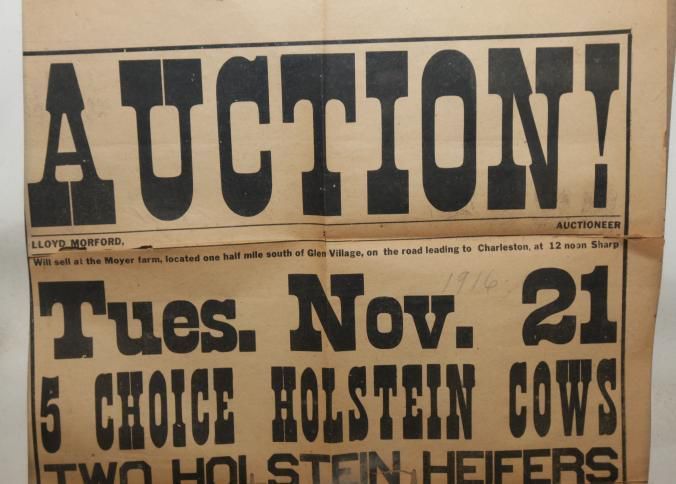 AUCTION!
LLOYD MORFORD, AUCTIONEER
Will sell at the Moyer farm, located one half mile south of Glen Village, on the road leading to Charleston, at 12 noon Sharp
1916
Tues. Nov. 21
5 CHOICE HOLSTEIN COWS
TWO HOLSTEIN HEIFERS